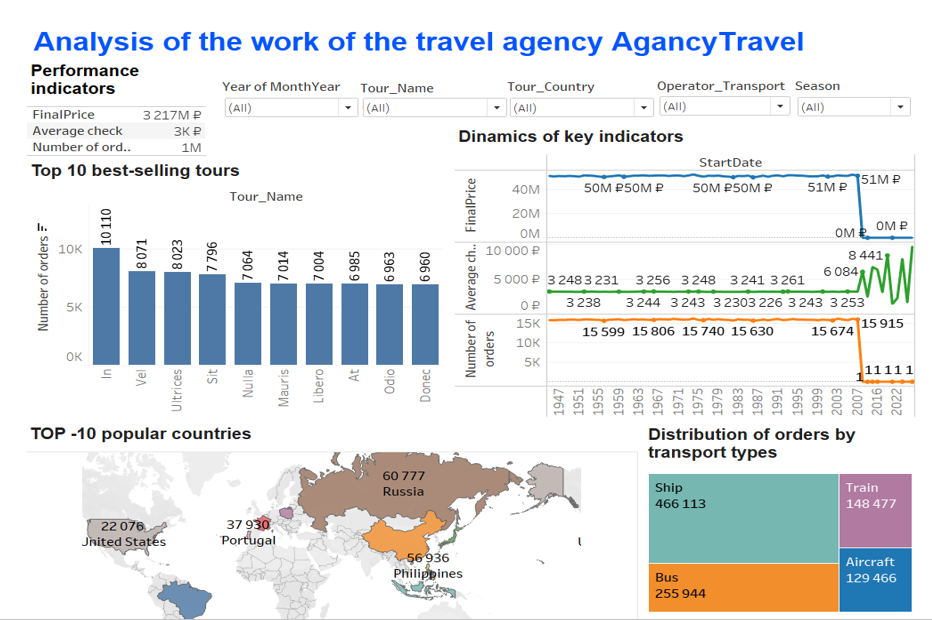 Analysis of the work of the travel agency AgancyTravel
Performance
indicators
FinalPrice 3 217M ₽
Average check 3K ₽
Number of ord.. 1M
Year of MonthYear
(All)
Tour_Name
(All)
Tour_Country
(All)
Operator_Transport
(All)
Season
(All)
Top 10 best-selling tours
Tour_Name
Number of orders
10K
5K
0K
10 110
8 071
8 023
7 796
7 064
7 014
7 004
6 985
6 963
6 960
In
Vel
Ultrices
Sit
Nulla
Mauris
Libero
At
Odio
Donec
Dinamics of key indicators
StartDate
FinalPrice
40M
20M
0M
50M ₽ 50M ₽ 50M ₽ 50M ₽ 51M ₽ 51M ₽
0M ₽ 0M ₽
Average ch..
10 000 ₽
5 000 ₽
0 ₽
3 248 3 231 3 256 3 248 3 241 3 261 6 084 8 441
3 238 3 244 3 243 3 230 3 226 3 243 3 253
Number of
orders
15K
10K
5K
15 599 15 806 15 740 15 630 15 674 15 915
1 1 1 1 1 1 1
1947 1951 1955 1959 1963 1967 1971 1975 1979 1983 1987 1991 1995 1999 2003 2007 2016 2022
TOP -10 popular countries
60 777
Russia
22 076
United States
37 930
Portugal
56 936
Philippines
Distribution of orders by
transport types
Ship
466 113
Train
148 477
Bus
255 944
Aircraft
129 466